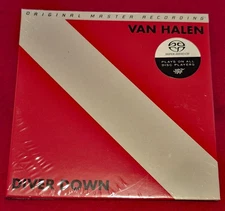 ORIGINAL MASTER RECORDING
VAN HALEN
PLAYS ON ALL
DISC PLAYERS
DIVER DOWN